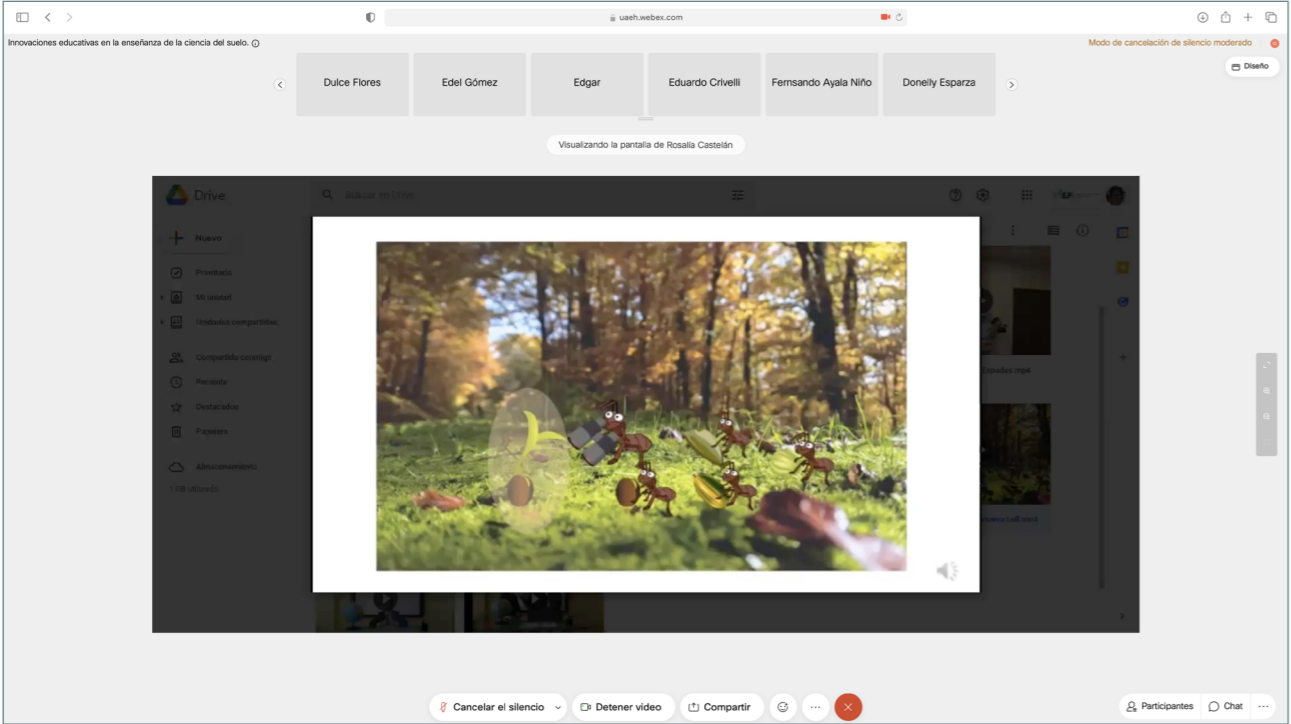 uaeh.webex.com
Innovaciones educativas en la enseñanza de la ciencia del suelo.
Modo de cancelación de silencio moderado
Diseño
Dulce Flores
Edel Gómez
Edgar
Eduardo Crivelli
Fernsando Ayala Niño
Donelly Esparza
Visualizando la pantalla de Rosalía Castelán
Drive
Buscar en Drive
Nuevo
Prioritario
Mi unidad
Unidades compartidas
Compartido conmigo
Reciente
Destacados
Papelera
Almacenamiento
Cancelar el silencio
Detener video
Compartir
Participantes
Chat